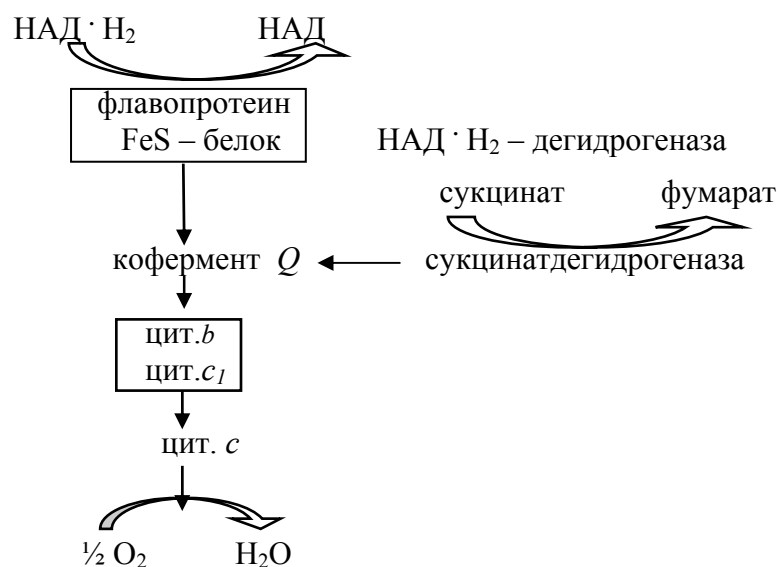 НАД · H₂ НАД
флавопротеин
FeS – белок
НАД · H₂ – дегидрогеназа
сукцинат фумарат
кофермент Q сукцинатдегидрогеназа
цит.b
цит.c₁
цит. c
½ O₂ H₂O